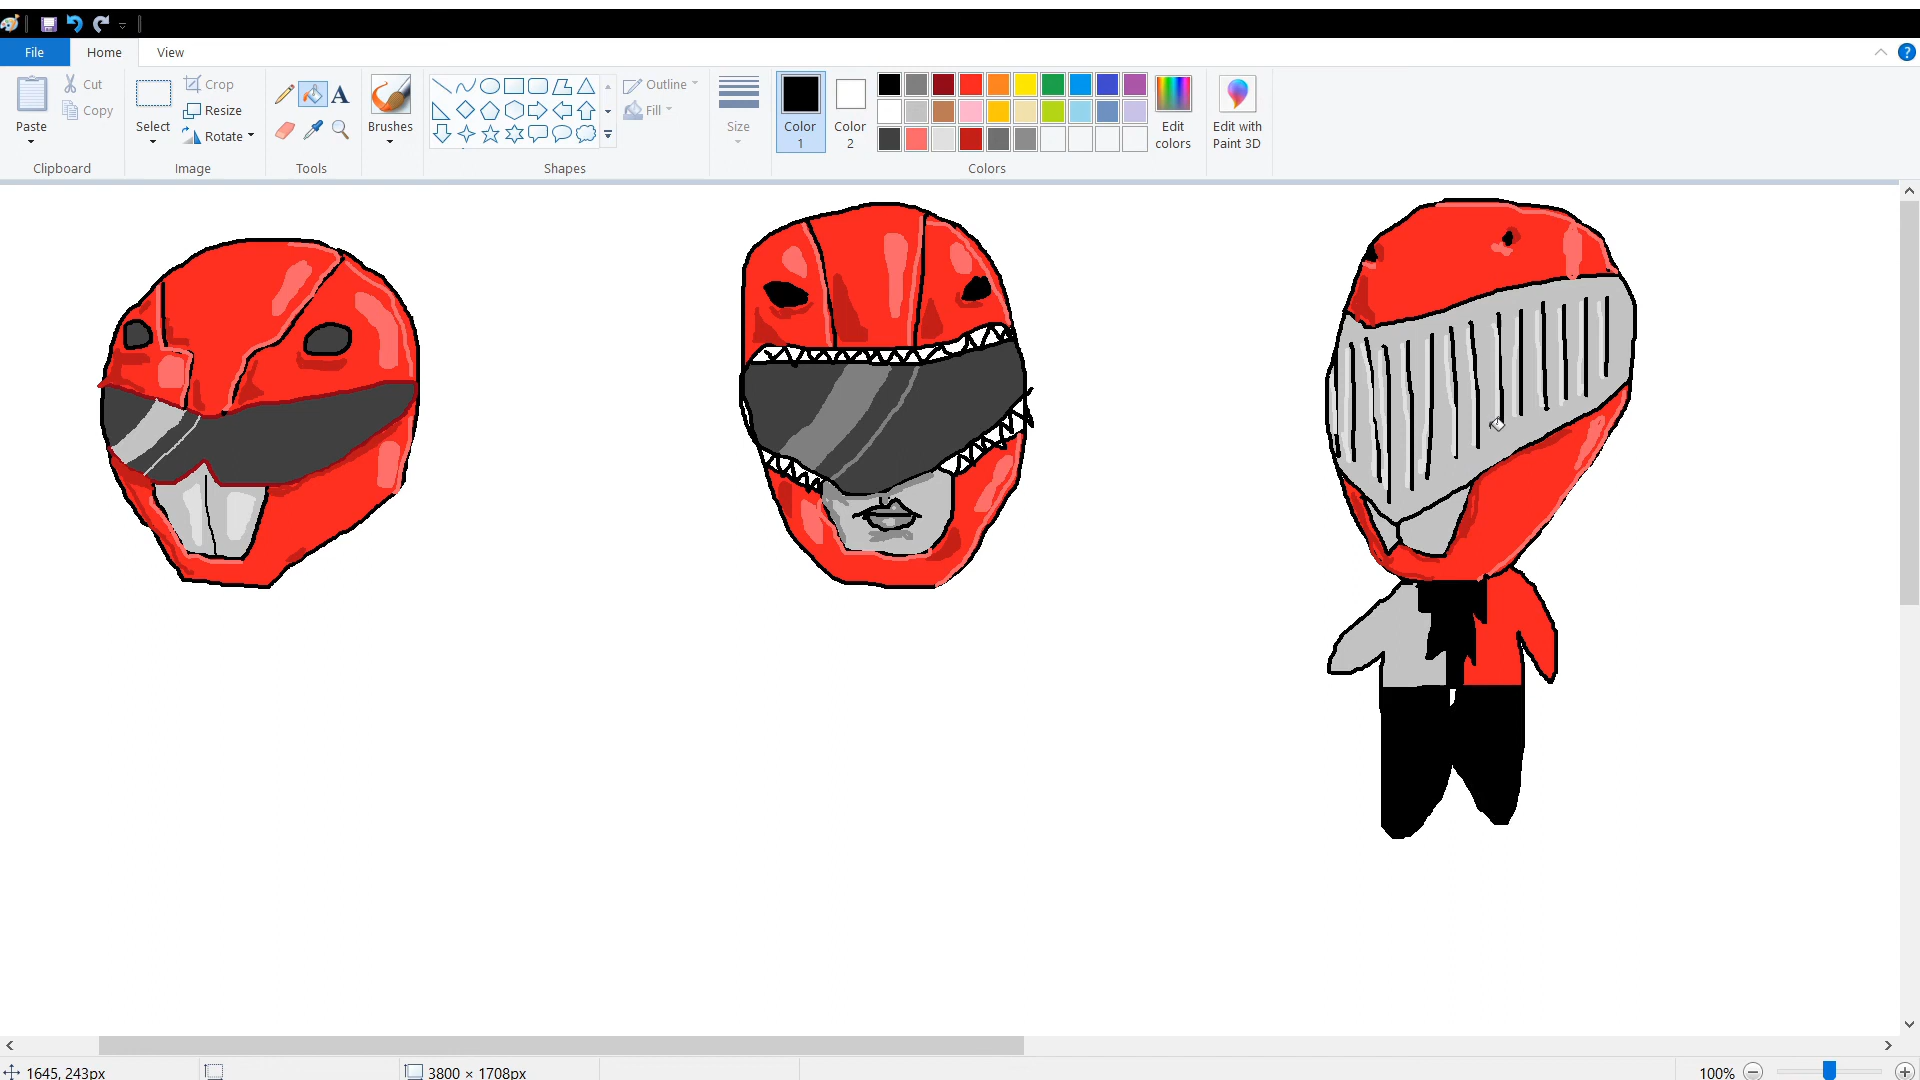 File Home View
Paste
Cut
Copy
Clipboard
Select
Crop
Resize
Rotate
Image
A
Tools
Brushes
Shapes
Outline
Fill
Size
Color
1
Color
2
Edit
colors
Colors
Edit with
Paint 3D
?
1645, 243px
3800 × 1708px
100%